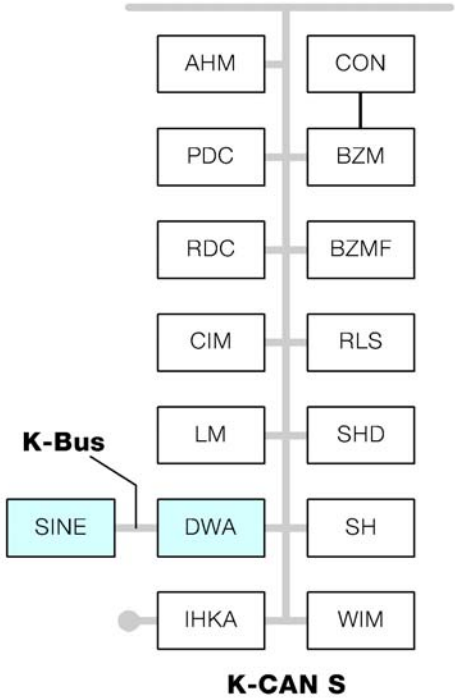 AHM CON
PDC BZM
RDC BZMF
CIM RLS
LM SHD
K-Bus
SINE DWA SH
IHKA WIM
K-CAN S